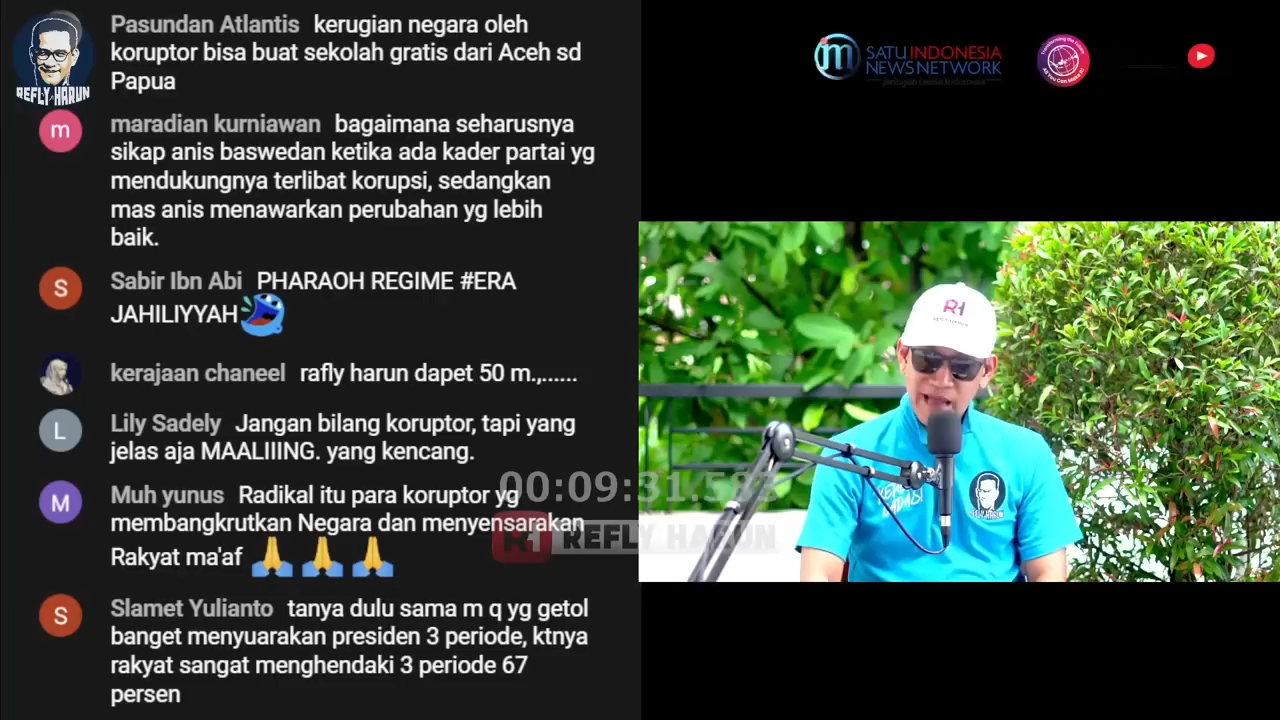 Pasundan Atlantis kerugian negara oleh
koruptor bisa buat sekolah gratis dari Aceh sd
Papua
REFLY HARUN
m
maradian kurniawan bagaimana seharusnya
sikap anis baswedan ketika ada kader partai yg
mendukungnya terlibat korupsi, sedangkan
mas anis menawarkan perubahan yg lebih
baik.
S
Sabir Ibn Abi PHARAOH REGIME #ERA
JAHILIYYAH
kerajaan chaneel rafly harun dapet 50 m.,......
L
Lily Sadely Jangan bilang koruptor, tapi yang
jelas aja MAALIIING. yang kencang.
M
Muh yunus Radikal itu para koruptor yg
membangkrutkan Negara dan menyensarakan
Rakyat ma'af
S
Slamet Yulianto tanya dulu sama m q yg getol
banget menyuarakan presiden 3 periode, ktnya
rakyat sangat menghendaki 3 periode 67
persen
m
SATU INDONESIA
NEWS NETWORK
RH
REFLY HARUN
00:09:31.583
RH REFLY HARUN